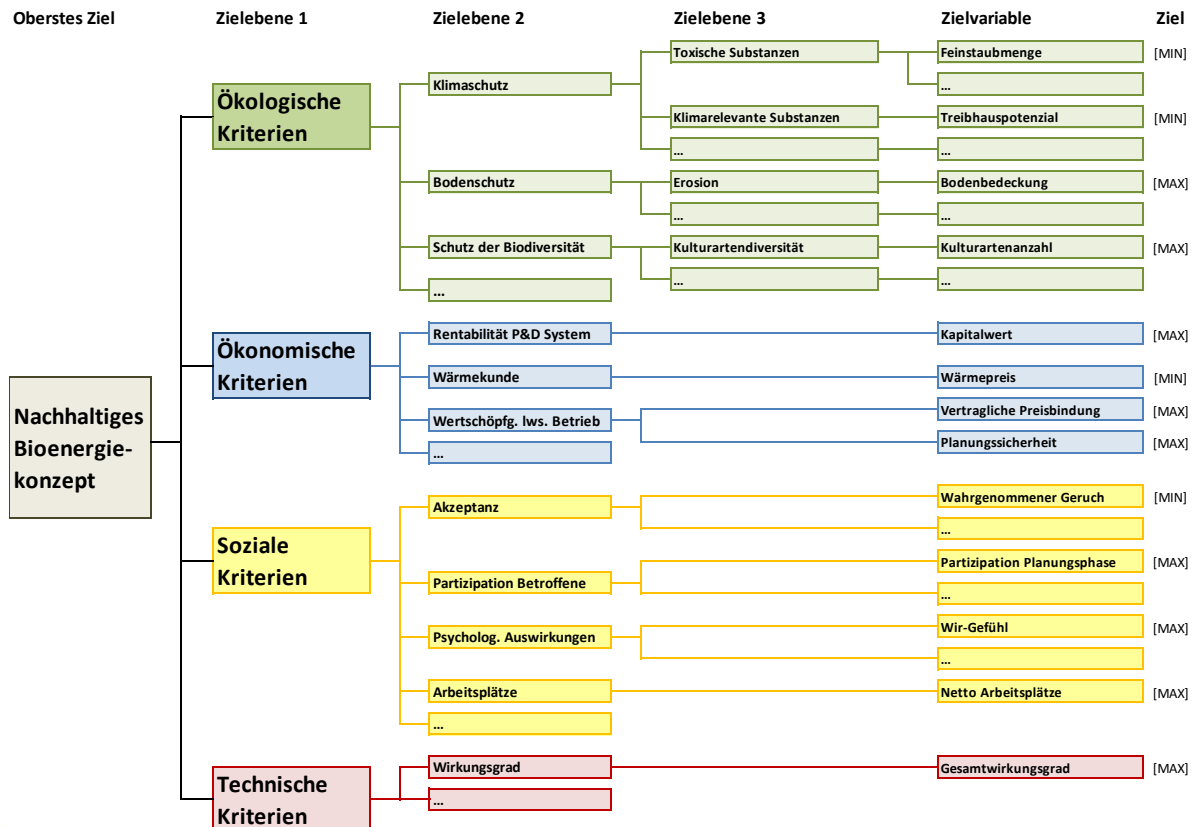 Oberstes Ziel Zielebene 1 Zielebene 2 Zielebene 3 Zielvariable Ziel
Toxische Substanzen Feinstaubmenge [MIN]
Klimaschutz ...
Ökologische
Kriterien
Klimarelevante Substanzen Treibhauspotenzial [MIN]
... ...
Bodenschutz Erosion Bodenbedeckung [MAX]
... ...
Schutz der Biodiversität Kulturartendiversität Kulturartenanzahl [MAX]
... ... ...
Rentabilität P&D System Kapitalwert [MAX]
Ökonomische
Kriterien
Wärmekunde Wärmepreis [MIN]
Wertschöpfg. lws. Betrieb Vertragliche Preisbindung [MAX]
... Planungssicherheit [MAX]
Nachhaltiges
Bioenergie-
konzept
Akzeptanz Wahrgenommener Geruch [MIN]
...
Soziale
Kriterien
Partizipation Betroffene Partizipation Planungsphase [MAX]
...
Psycholog. Auswirkungen Wir-Gefühl [MAX]
...
Arbeitsplätze Netto Arbeitsplätze [MAX]
...
Wirkungsgrad Gesamtwirkungsgrad [MAX]
...
Technische
Kriterien